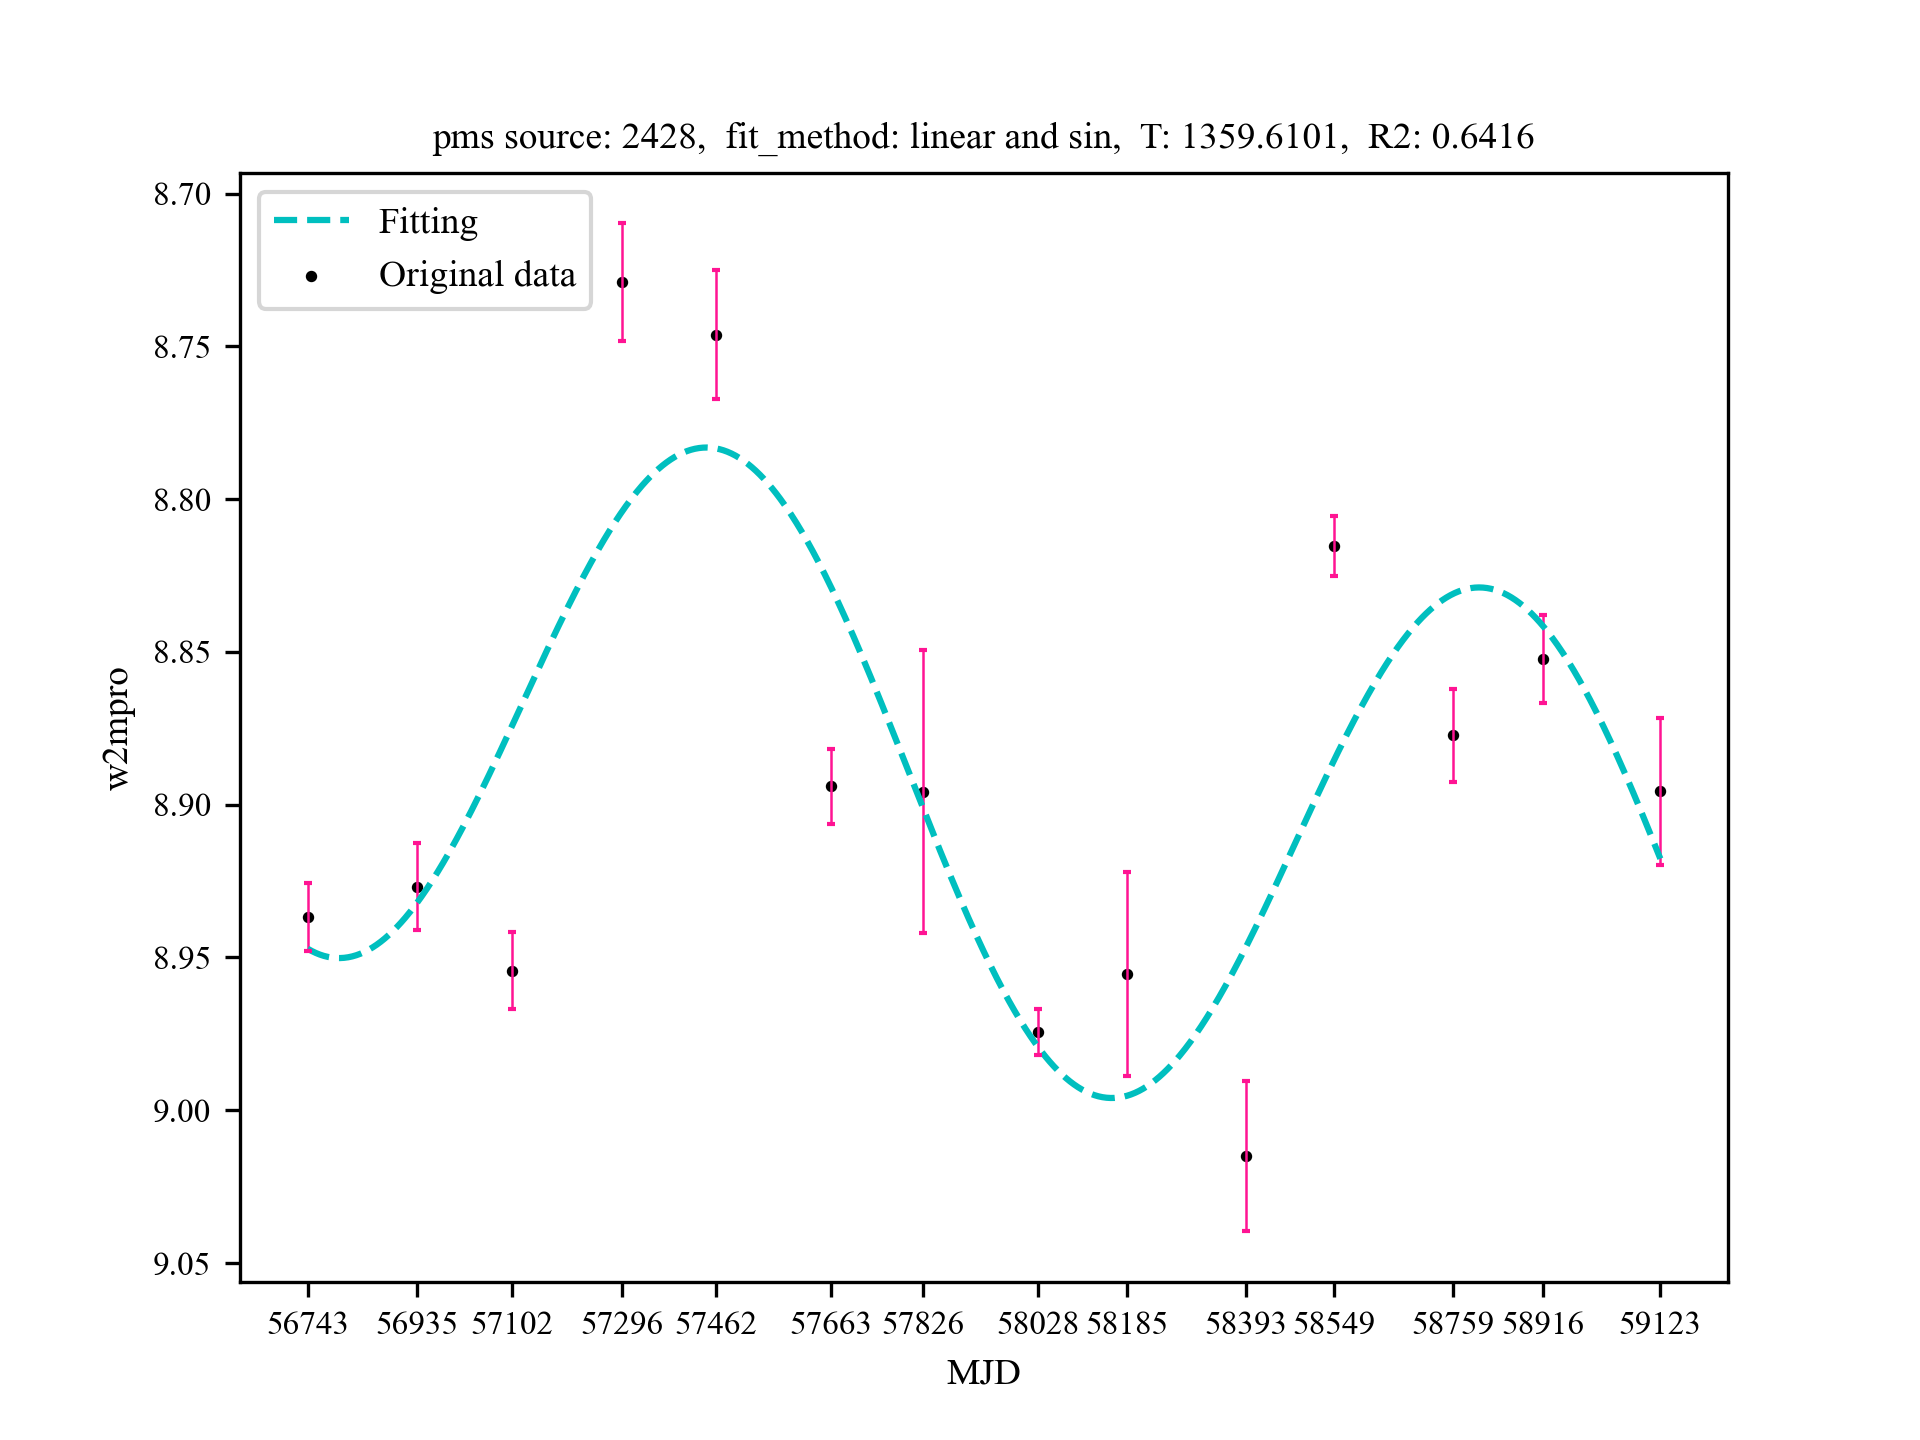 pms source: 2428,  fit_method: linear and sin,  T: 1359.6101,  R2: 0.6416
Fitting
Original data
8.70
8.75
8.80
8.85
8.90
8.95
9.00
9.05
w2mpro
56743 56935 57102 57296 57462 57663 57826 58028 58185 58393 58549 58759 58916 59123
MJD